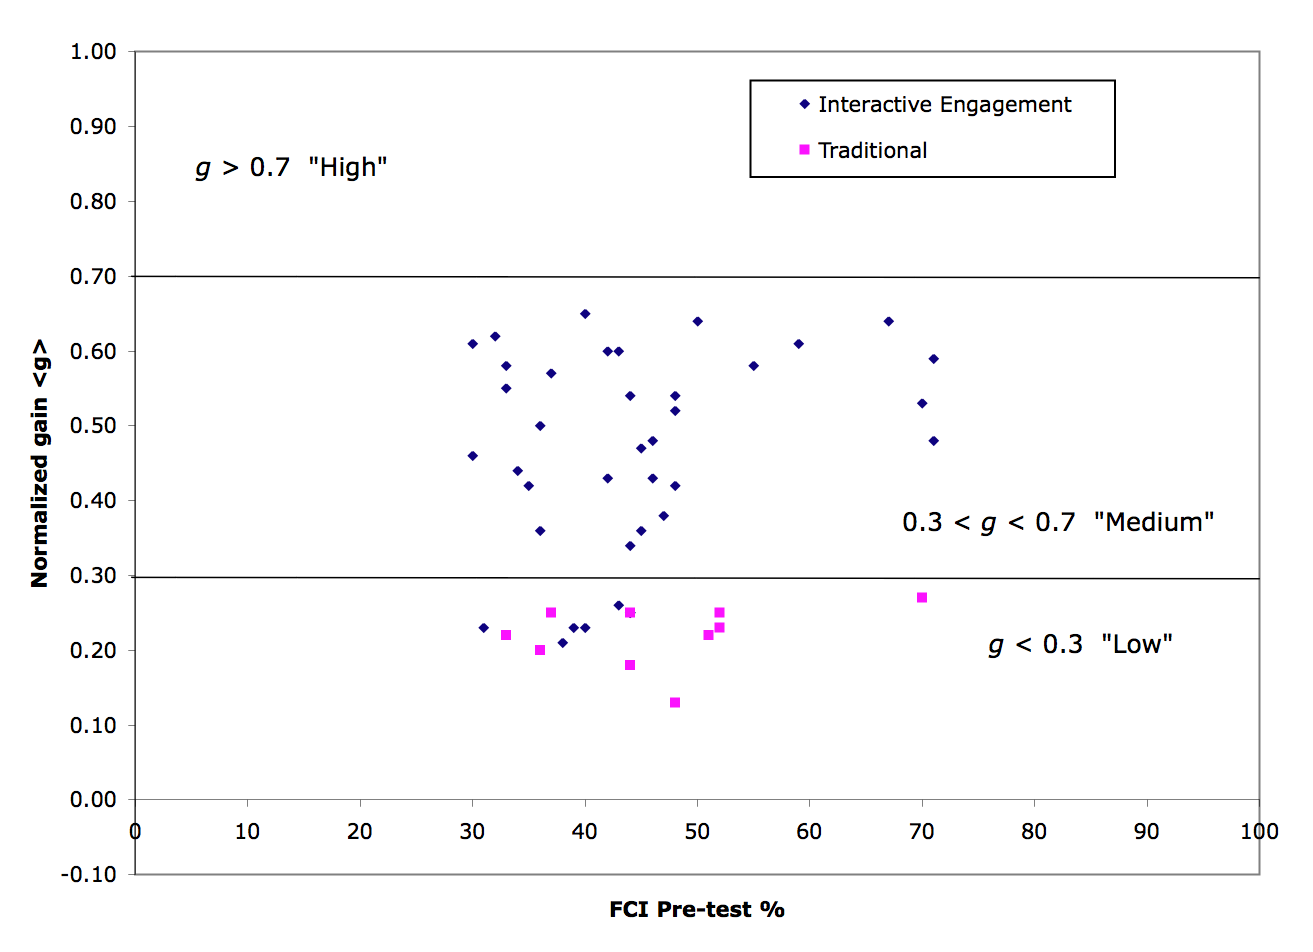 1.00
0.90
0.80
0.70
0.60
0.50
0.40
0.30
0.20
0.10
0.00
-0.10
Normalized gain <g>
Interactive Engagement
Traditional
g > 0.7 "High"
0.3 < g < 0.7 "Medium"
g < 0.3 "Low"
0 10 20 30 40 50 60 70 80 90 100
FCI Pre-test %